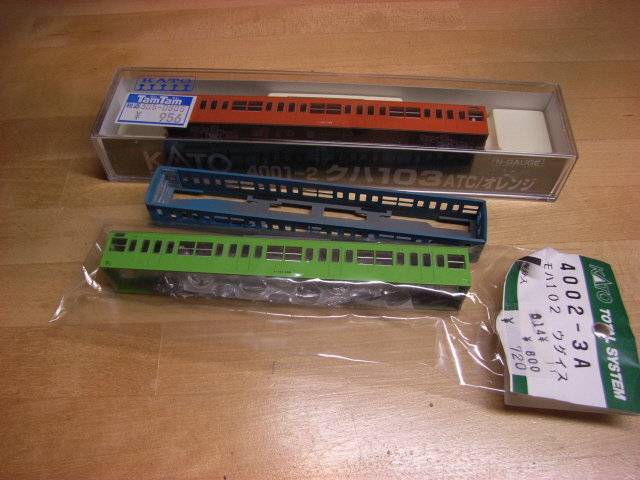 KATO
TamTam
¥ 956
KATO 4001-2 クハ103 ATC/オレンジ
N-GAUGE
KATO TOTAL SYSTEM
4002-3A
モハ102 ウグイス
¥ 800
¥ 720